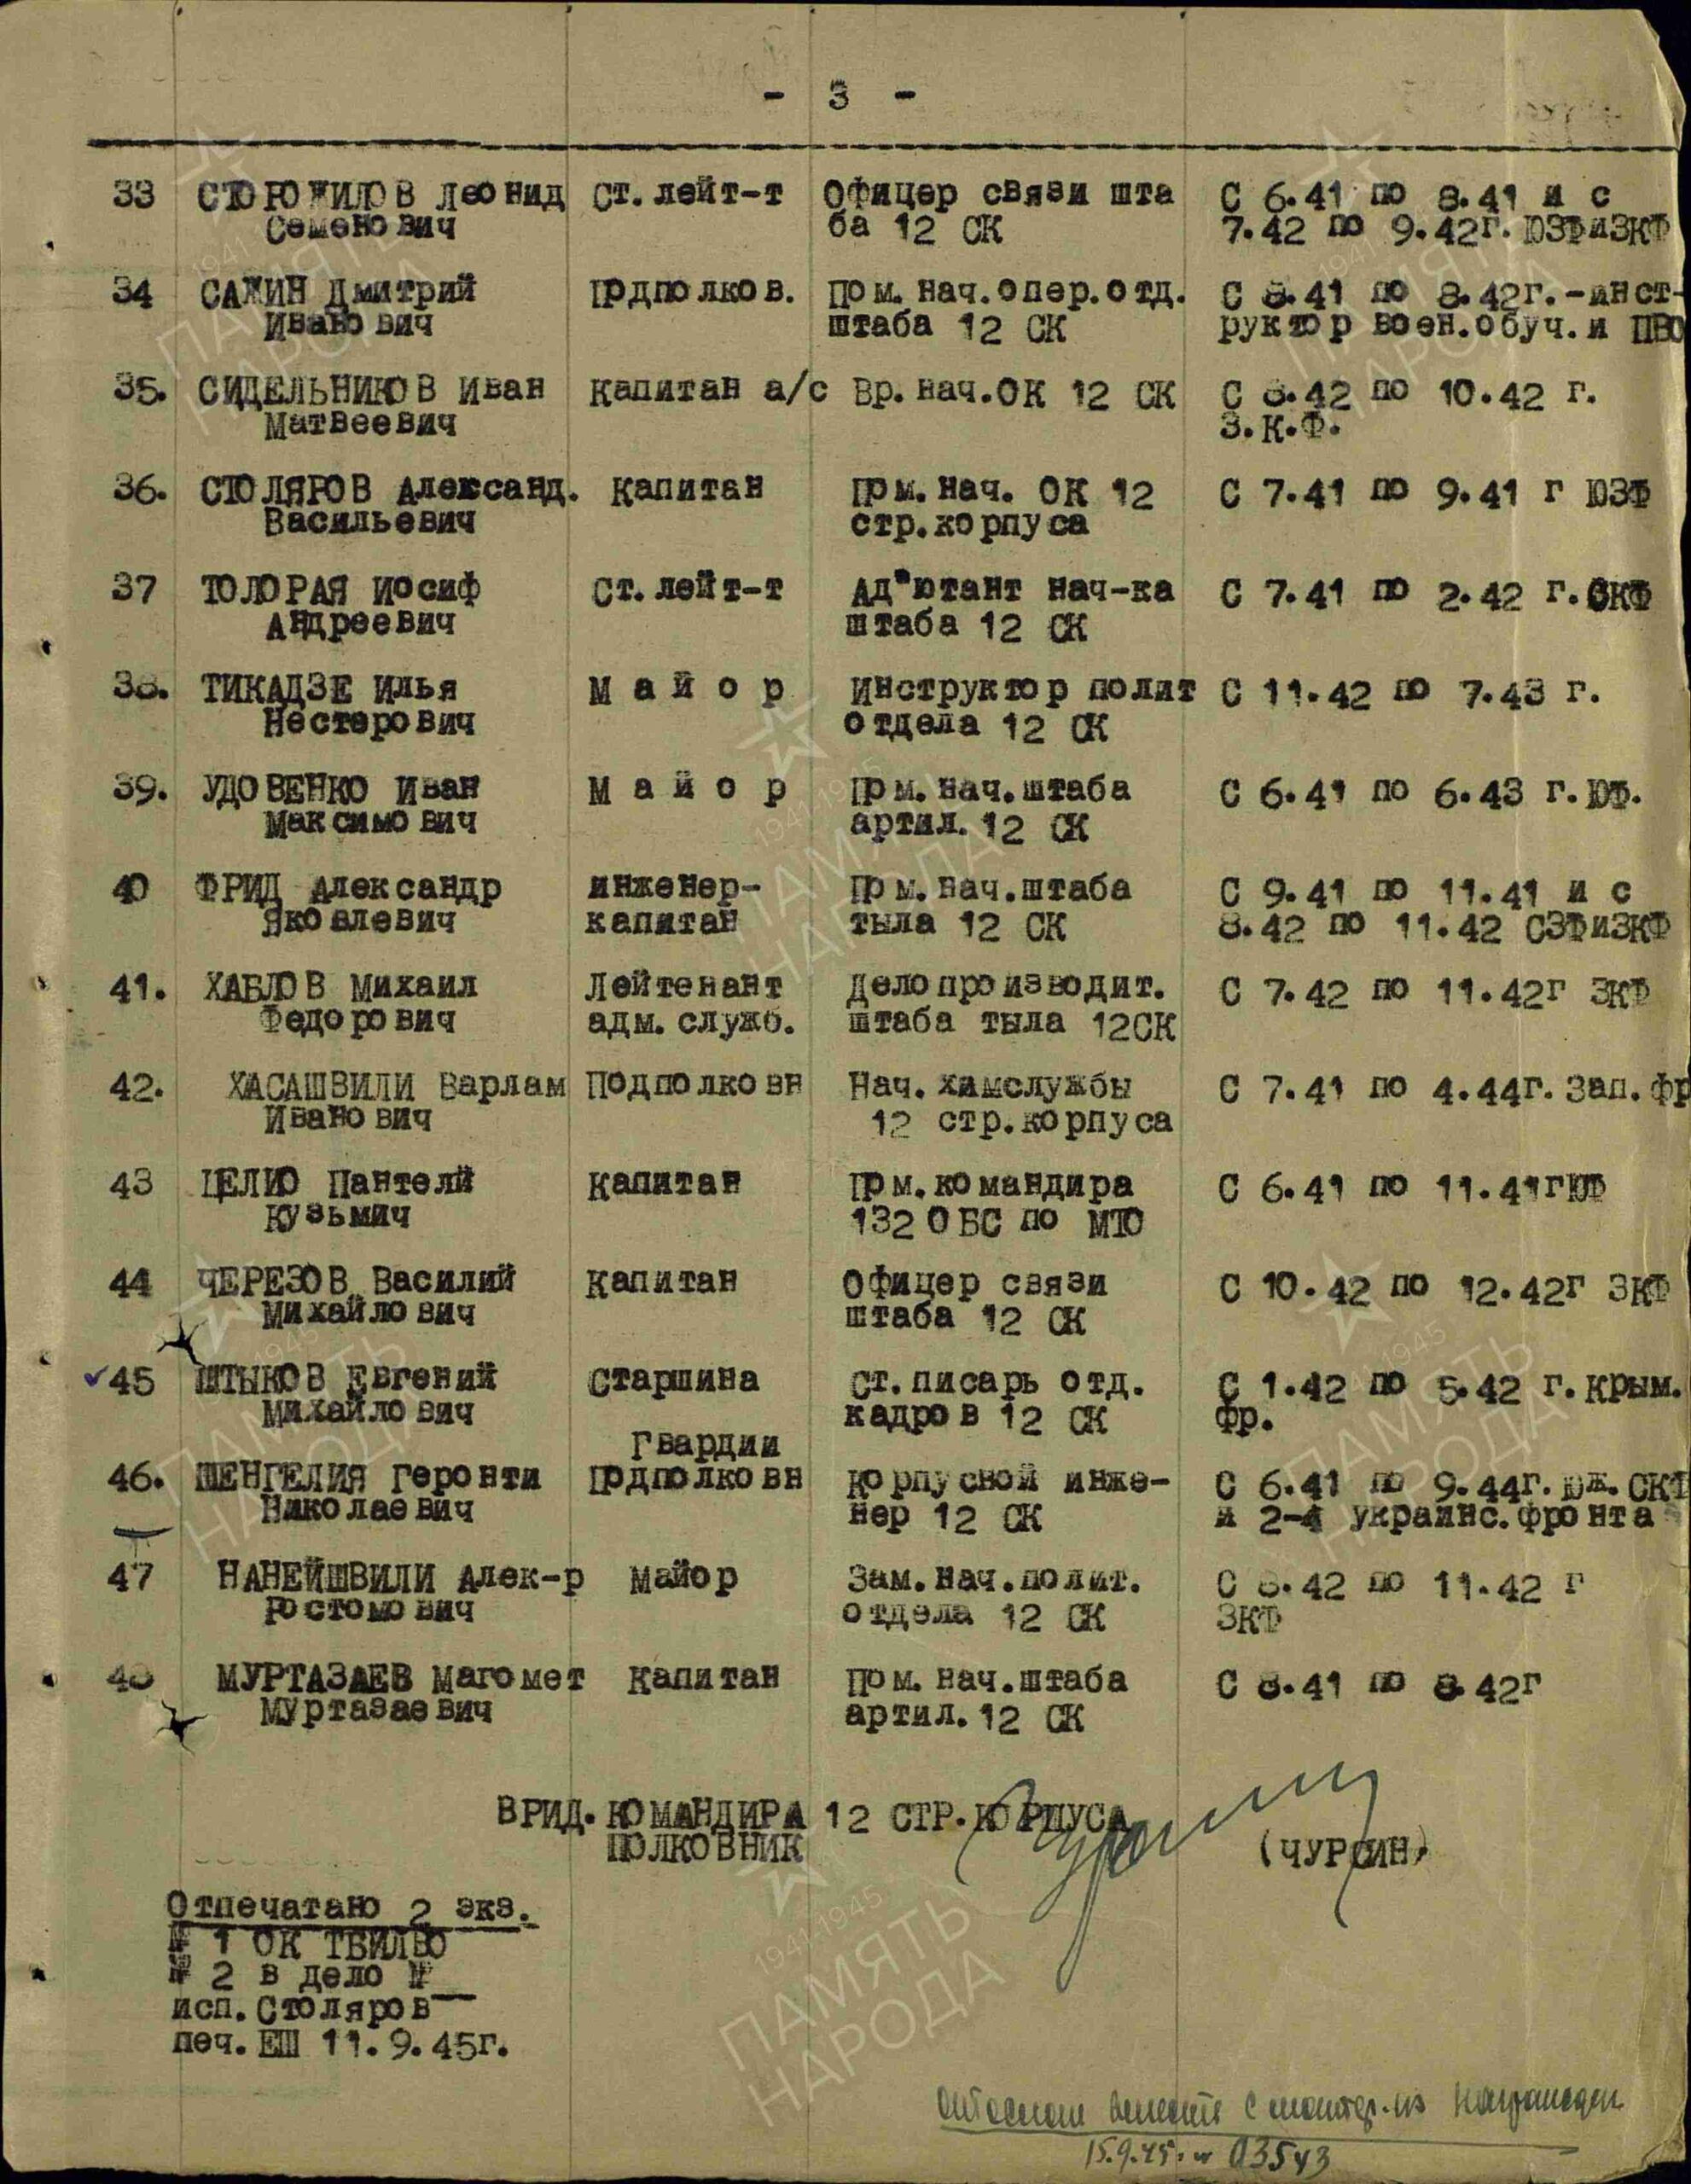 - 3 -
33 СТОРОЖИЛОВ Леонид Ст. лейт-т Офицер связи шта С 6.41 по 8.41 и с
Семенович ба 12 СК 7.42 по 9.42г. ЮЗФиЗКФ
34 САЖИН Дмитрий Подполков. Пом. нач.опер.отд. С 8.41 по 8.42г.-инст-
Иванович штаба 12 СК руктор воен.обуч.и ПВО
35. СИДЕЛЬНИКОВ Иван Капитан а/с Вр. нач.ОК 12 СК С 8.42 по 10.42 г.
Матвеевич З.К.Ф.
36. СТОЛЯРОВ Александ. Капитан Пом. нач. ОК 12 С 7.41 по 9.41 г ЮЗФ
Васильевич стр.корпуса
37 ТОЛОРАЯ Иосиф Ст. лейт-т Ад"ютант нач-ка С 7.41 по 2.42 г. СКФ
Андреевич штаба 12 СК
38. ТИКАДЗЕ Илья М а й о р Инструктор полит С 11.42 по 7.43 г.
Нестерович отдела 12 СК
39. УДОВЕНКО Иван М а й о р Пом. нач.штаба С 6.41 по 6.43 г.ЮФ.
Максимович артил. 12 СК
40 ФРИД Александр инженер- Пом. нач.штаба С 9.41 по 11.41 и с
Яковлевич капитан тыла 12 СК 8.42 по 11.42 СЗФиЗКФ
41. ХАБЛОВ Михаил Лейтенант Делопроизводит. С 7.42 по 11.42г ЗКФ
Федорович адм. служб. штаба тыла 12СК
42. ХАСАШВИЛИ Варлам Подполковн Нач. химслужбы С 7.41 по 4.44г. Зап. фр
Иванович 12 стр.корпуса
43 ЦЕЛИО Пантелй Капитан Пом.командира С 6.41 по 11.41гЮФ
Кузьмич 132 ОБС по МТО
44 ЧЕРЕЗОВ Василий Капитан Офицер связи С 10.42 по 12.42г ЗКФ
Михайлович штаба 12 СК
✓45 ШТЫКОВ Евгений Старшина Ст.писарь отд. С 1.42 по 5.42 г. Крым.
Михайлович кадров 12 СК фр.
Гвардии
46. ШЕНГЕЛИЯ Геронти Подполковн Корпусной инже- С 6.41 по 9.44г. Юж. СКФ
Николаевич нер 12 СК и 2-4 украинс.фронта
47 НАНЕЙШВИЛИ Алек-р Майор Зам. нач.полит. С 8.42 по 11.42 г
Ростомович отдела 12 СК ЗКФ
48 МУРТАЗАЕВ Магомет Капитан Пом. нач.штаба С 8.41 по 8 42г
Муртазаевич артил. 12 СК
ВРИД. КОМАНДИРА 12 СТР.КОРПУСА
ПОЛКОВНИК (ЧУРСИН)
Отпечатано 2 экз.
№ 1 ОК ТБИЛВО
№ 2 в дело №
исп. Столяров
печ. ЕШ 11.9.45г.
15.9.45. 03543
1941 1945
ПАМЯТЬ
НАРОДА